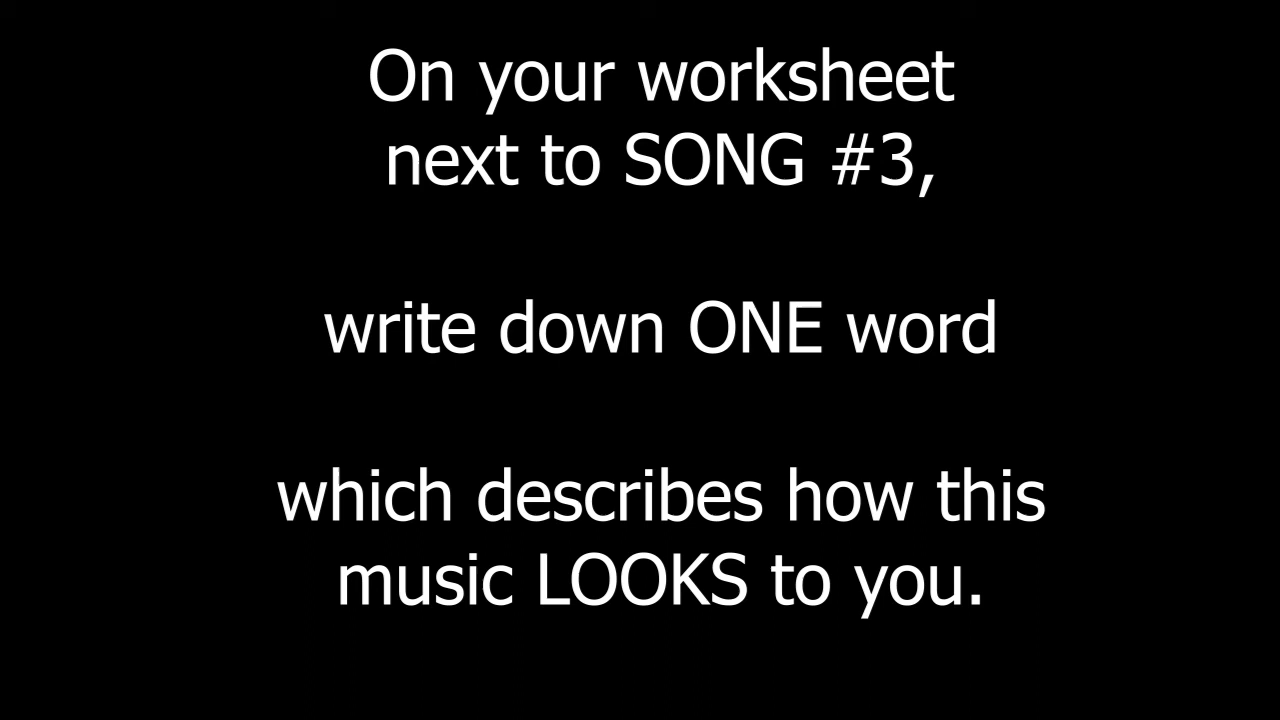 On your worksheet
next to SONG #3,
write down ONE word
which describes how this
music LOOKS to you.